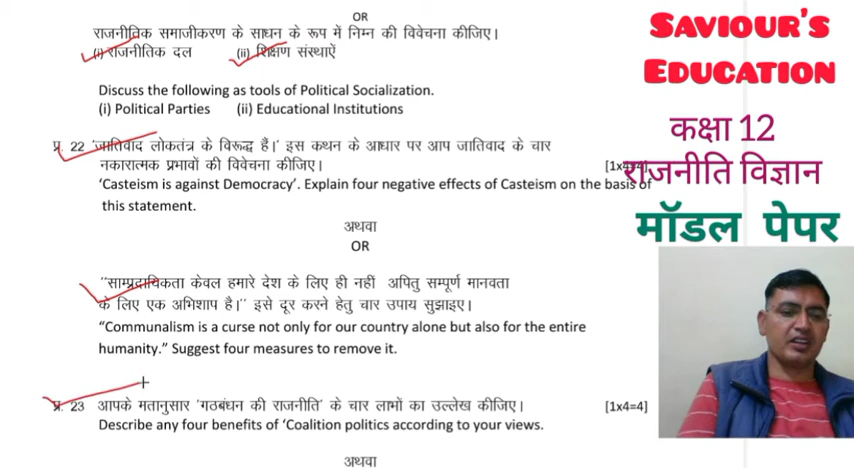 OR
राजनीतिक समाजीकरण के साधन के रूप में निम्न की विवेचना कीजिए।
(i) राजनीतिक दल (ii) शिक्षण संस्थाऐं
Discuss the following as tools of Political Socialization.
(i) Political Parties (ii) Educational Institutions
प्र. 22 'जातिवाद लोकतंत्र के विरूद्ध हैं।' इस कथन के आधार पर आप जातिवाद के चार
नकारात्मक प्रभावों की विवेचना कीजिए। [1x4=4]
'Casteism is against Democracy'. Explain four negative effects of Casteism on the basis of
this statement.
अथवा
OR
"साम्प्रदायिकता केवल हमारे देश के लिए ही नहीं अपितु सम्पूर्ण मानवता
के लिए एक अभिशाप है।" इसे दूर करने हेतु चार उपाय सुझाइए।
"Communalism is a curse not only for our country alone but also for the entire
humanity." Suggest four measures to remove it.
प्र. 23 आपके मतानुसार 'गठबंधन की राजनीति' के चार लाभों का उल्लेख कीजिए। [1x4=4]
Describe any four benefits of 'Coalition politics according to your views.
अथवा
Saviour's
Education
कक्षा 12
राजनीति विज्ञान
मॉडल पेपर